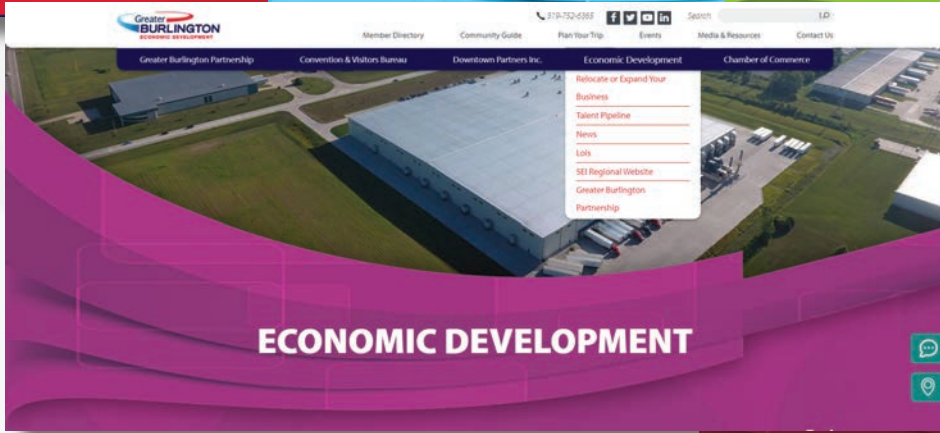 Greater
BURLINGTON
ECONOMIC DEVELOPMENT
319-752-6365
Search
Member Directory
Community Guide
Plan Your Trip
Events
Media & Resources
Contact Us
Greater Burlington Partnership
Convention & Visitors Bureau
Downtown Partners Inc.
Economic Development
Chamber of Commerce
Relocate or Expand Your
Business
Talent Pipeline
News
Lois
SEI Regional Website
Greater Burlington
Partnership
ECONOMIC DEVELOPMENT